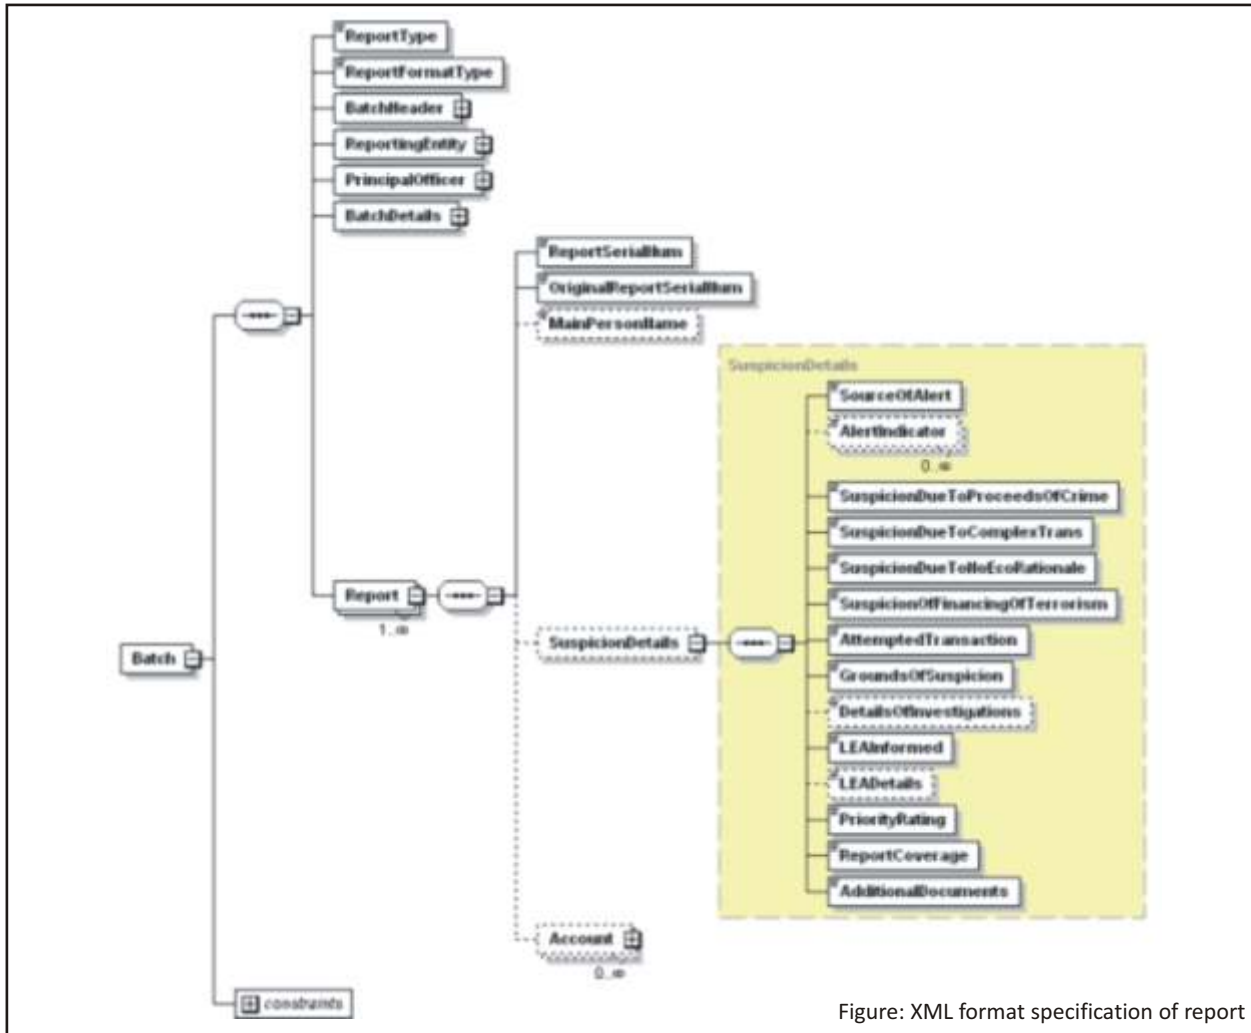 ReportType
ReportFormatType
BatchHeader
ReportingEntity
PrincipalOfficer
BatchDetails
ReportSerialNum
OriginalReportSerialNum
MainPersonName
SuspicionDetails
SourceOfAlert
AlertIndicator
0..∞
SuspicionDueToProceedsOfCrime
SuspicionDueToComplexTrans
SuspicionDueToNoEcoRationale
SuspicionOfFinancingOfTerrorism
Report
1..∞
SuspicionDetails
AttemptedTransaction
Batch
GroundsOfSuspicion
DetailsOfInvestigations
LEAInformed
LEADetails
PriorityRating
ReportCoverage
AdditionalDocuments
Account
0..∞
constraints
Figure: XML format specification of report